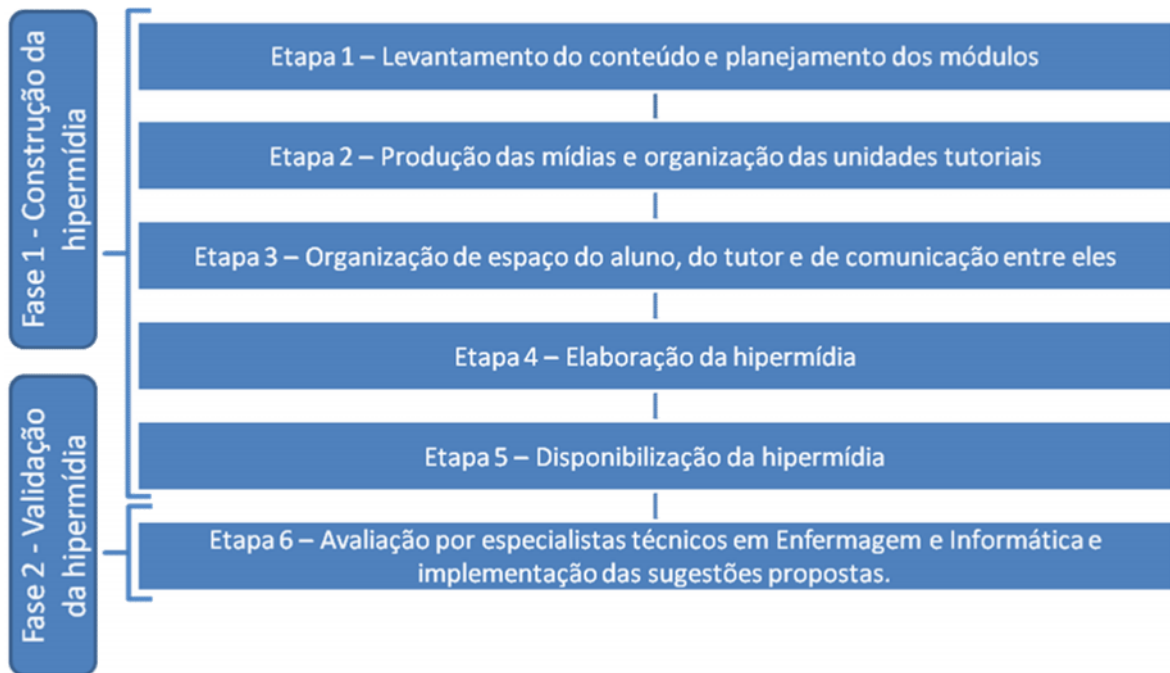 Fase 1 - Construção da
hipermídia
Etapa 1 – Levantamento do conteúdo e planejamento dos módulos
Etapa 2 – Produção das mídias e organização das unidades tutoriais
Etapa 3 – Organização de espaço do aluno, do tutor e de comunicação entre eles
Etapa 4 – Elaboração da hipermídia
Etapa 5 – Disponibilização da hipermídia
Fase 2 - Validação
da hipermídia
Etapa 6 – Avaliação por especialistas técnicos em Enfermagem e Informática e
implementação das sugestões propostas.